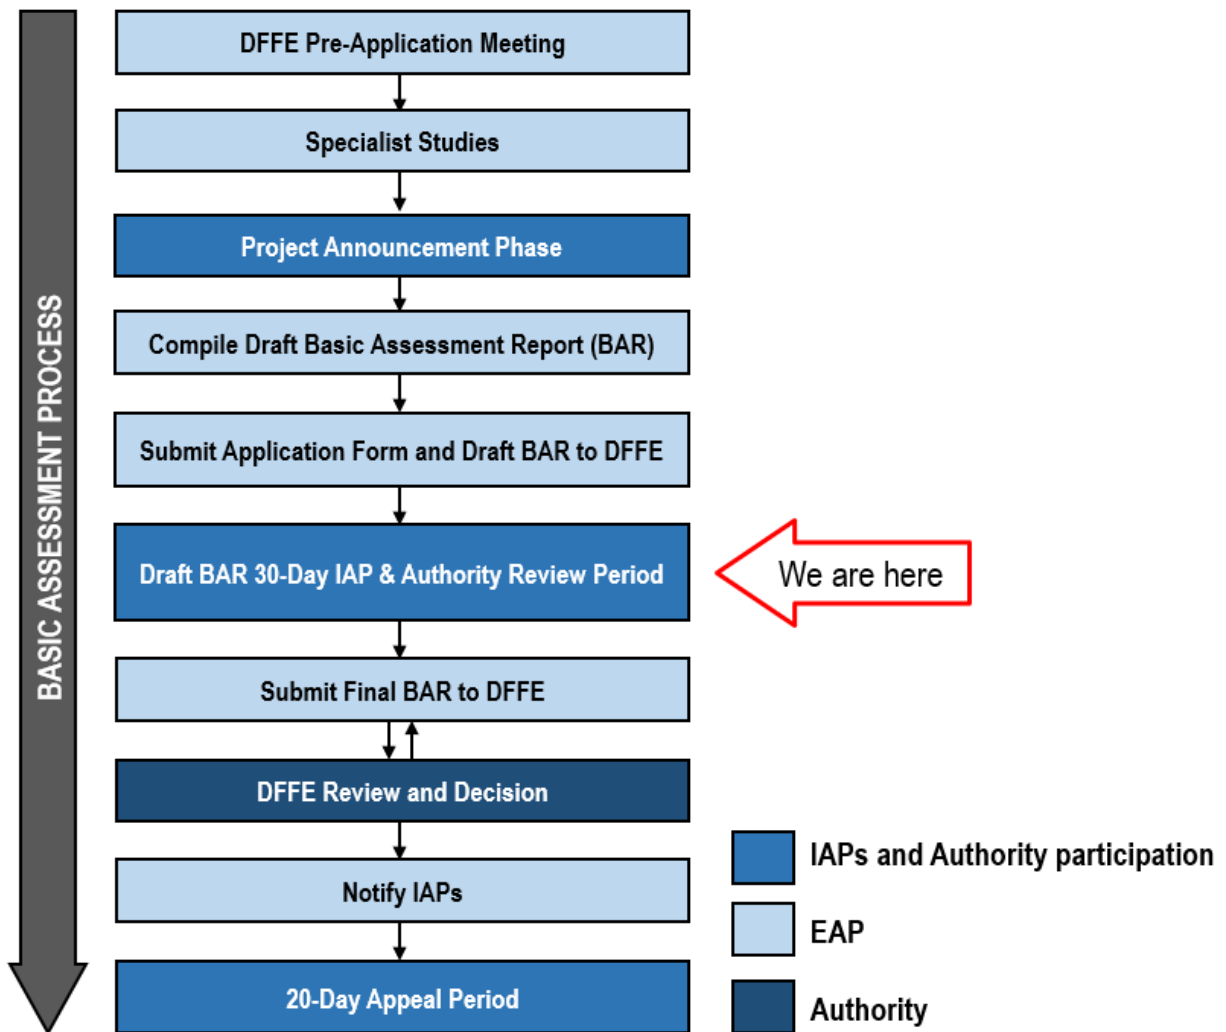 BASIC ASSESSMENT PROCESS
DFFE Pre-Application Meeting
Specialist Studies
Project Announcement Phase
Compile Draft Basic Assessment Report (BAR)
Submit Application Form and Draft BAR to DFFE
Draft BAR 30-Day IAP & Authority Review Period
We are here
Submit Final BAR to DFFE
DFFE Review and Decision
Notify IAPs
20-Day Appeal Period
IAPs and Authority participation
EAP
Authority